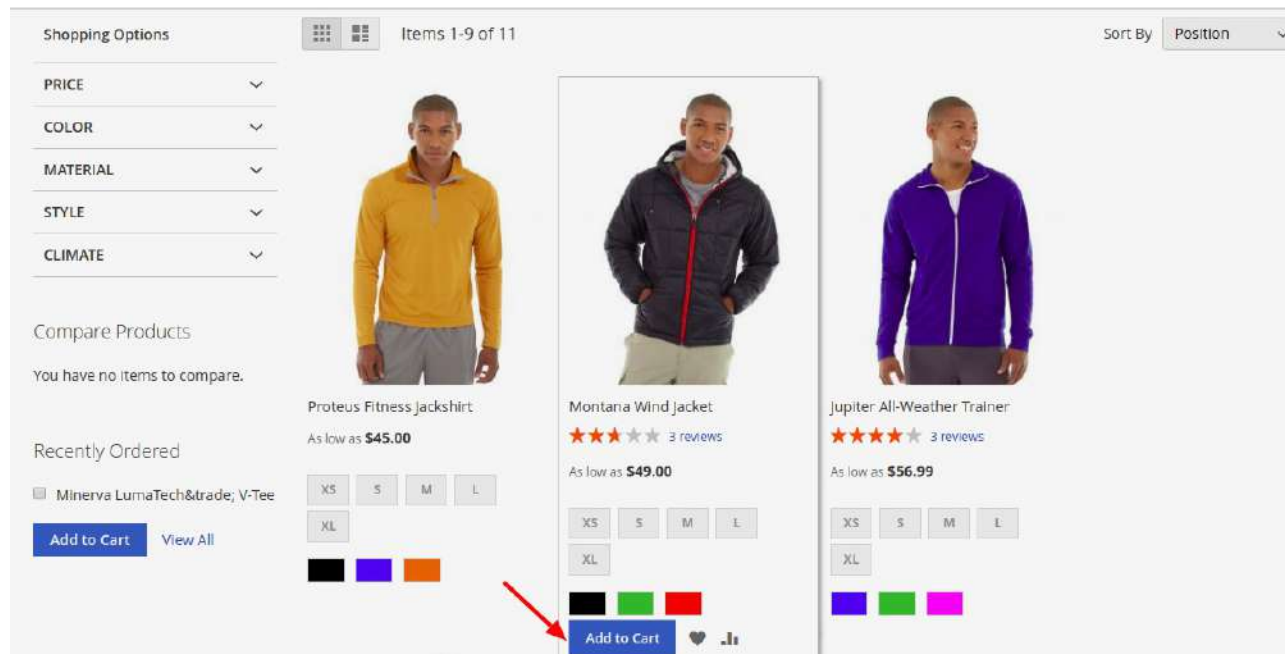 Shopping Options
Items 1-9 of 11
Sort By Position
PRICE
COLOR
MATERIAL
STYLE
CLIMATE
Compare Products
You have no items to compare.
Recently Ordered
Minerva LumaTech&trade; V-Tee
Add to Cart View All
Proteus Fitness Jackshirt
As low as $45.00
XS S M L
XL
Montana Wind Jacket
3 reviews
As low as $49.00
XS S M L
XL
Add to Cart
Jupiter All-Weather Trainer
3 reviews
As low as $56.99
XS S M L
XL